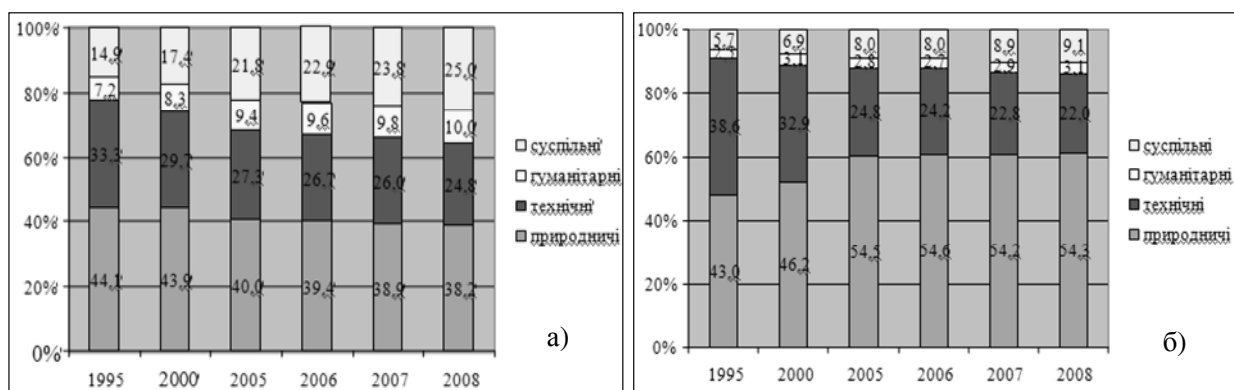 100%
14,9 17,4 21,8 22,9 23,8 25,0
80%
7,2 8,3 9,4 9,6 9,8 10,0
60%
33,3 29,7 27,3 26,7 26,0 24,8
40%
44,1 43,9 40,0 39,4 38,9 38,2
20%
0%
1995 2000 2005 2006 2007 2008
суспільні
гуманітарні
технічні
природничі
а)
100%
5,7 6,9 8,0 8,0 8,9 9,1
3,1 2,8 2,7 2,9 3,1
80%
38,6 32,9 24,8 24,2 22,8 22,0
60%
40%
43,0 46,2 54,5 54,6 54,2 54,3
20%
0%
1995 2000 2005 2006 2007 2008
суспільні
гуманітарні
технічні
природничі
б)